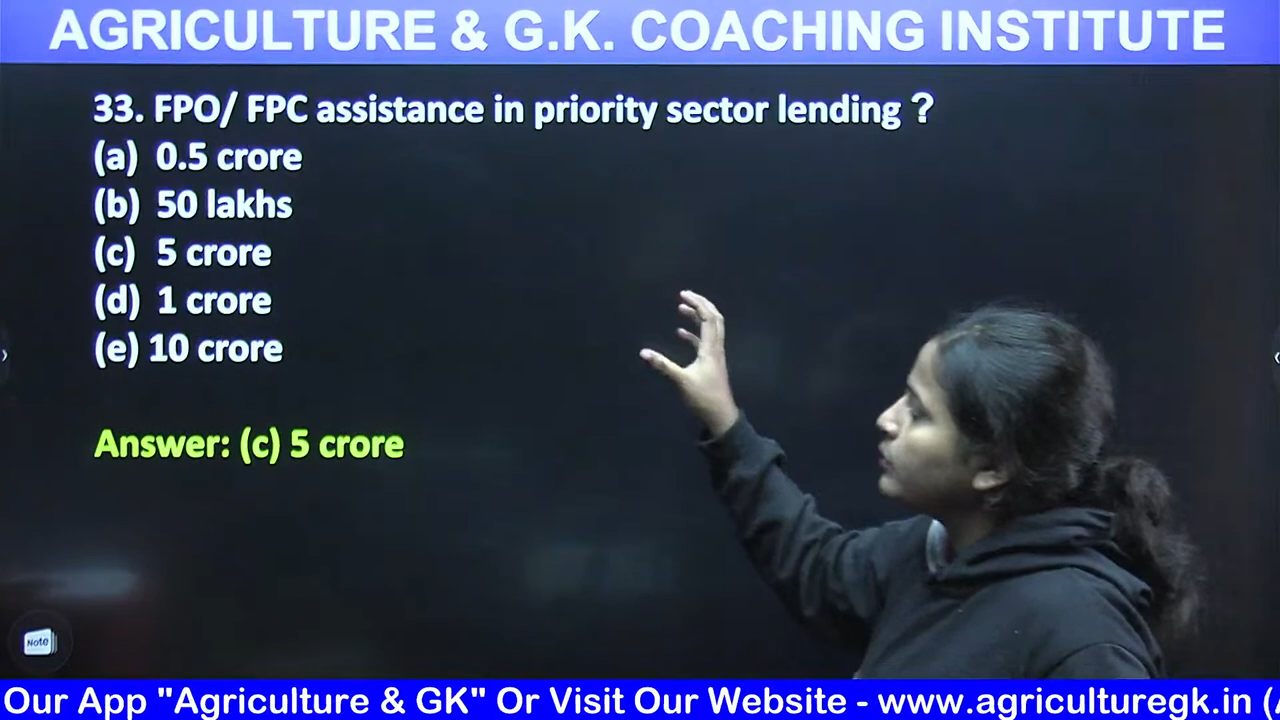 AGRICULTURE & G.K. COACHING INSTITUTE
33. FPO/ FPC assistance in priority sector lending ?
(a) 0.5 crore
(b) 50 lakhs
(c) 5 crore
(d) 1 crore
(e) 10 crore
Answer: (c) 5 crore
Note
Our App "Agriculture & GK" Or Visit Our Website - www.agriculturegk.in (